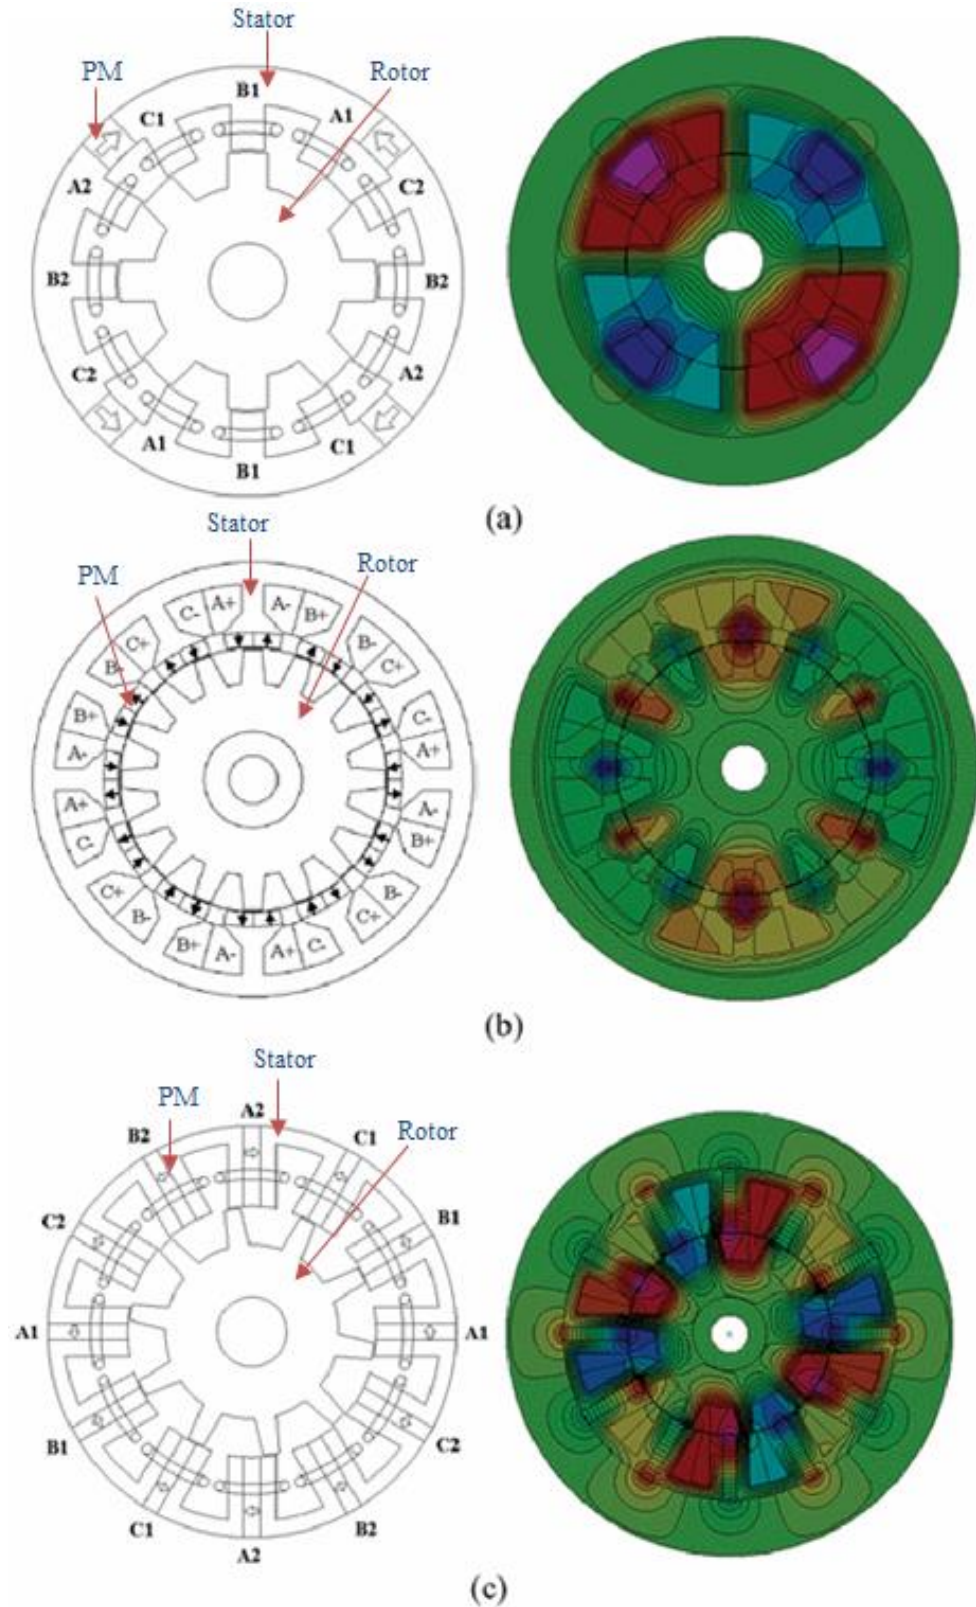 Stator
PM
Rotor
B1
C1
A1
A2
C2
B2
B2
C2
A2
A1
C1
B1
(a)
Stator
PM
Rotor
C- A+ A- B+
C+ B-
B- C+
B+ C-
A- A+
A+ A-
C- B+
C+ B-
B- C+
B+ A- A+ C-
(b)
Stator
PM
Rotor
A2
B2
C1
C2
B1
A1
A1
B1
C2
C1
B2
A2
(c)